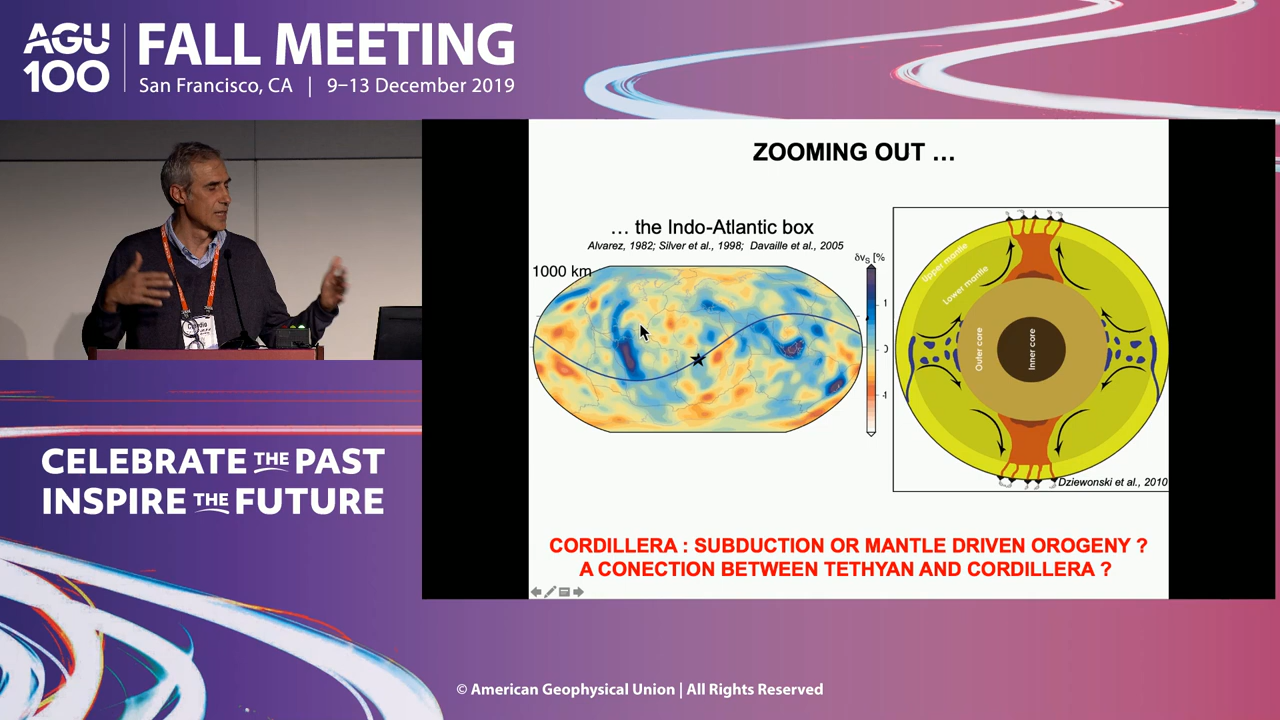 AGU
100
FALL MEETING
San Francisco, CA | 9–13 December 2019
ZOOMING OUT ...
... the Indo-Atlantic box
Alvarez, 1982; Silver et al., 1998; Davaille et al., 2005
1000 km
δvs [%
1
0
Upper mantle
Lower mantle
Outer core
Inner core
Dziewonski et al., 2010
CORDILLERA : SUBDUCTION OR MANTLE DRIVEN OROGENY ?
A CONECTION BETWEEN TETHYAN AND CORDILLERA ?
Claudio
CELEBRATE THE PAST
INSPIRE THE FUTURE
© American Geophysical Union | All Rights Reserved